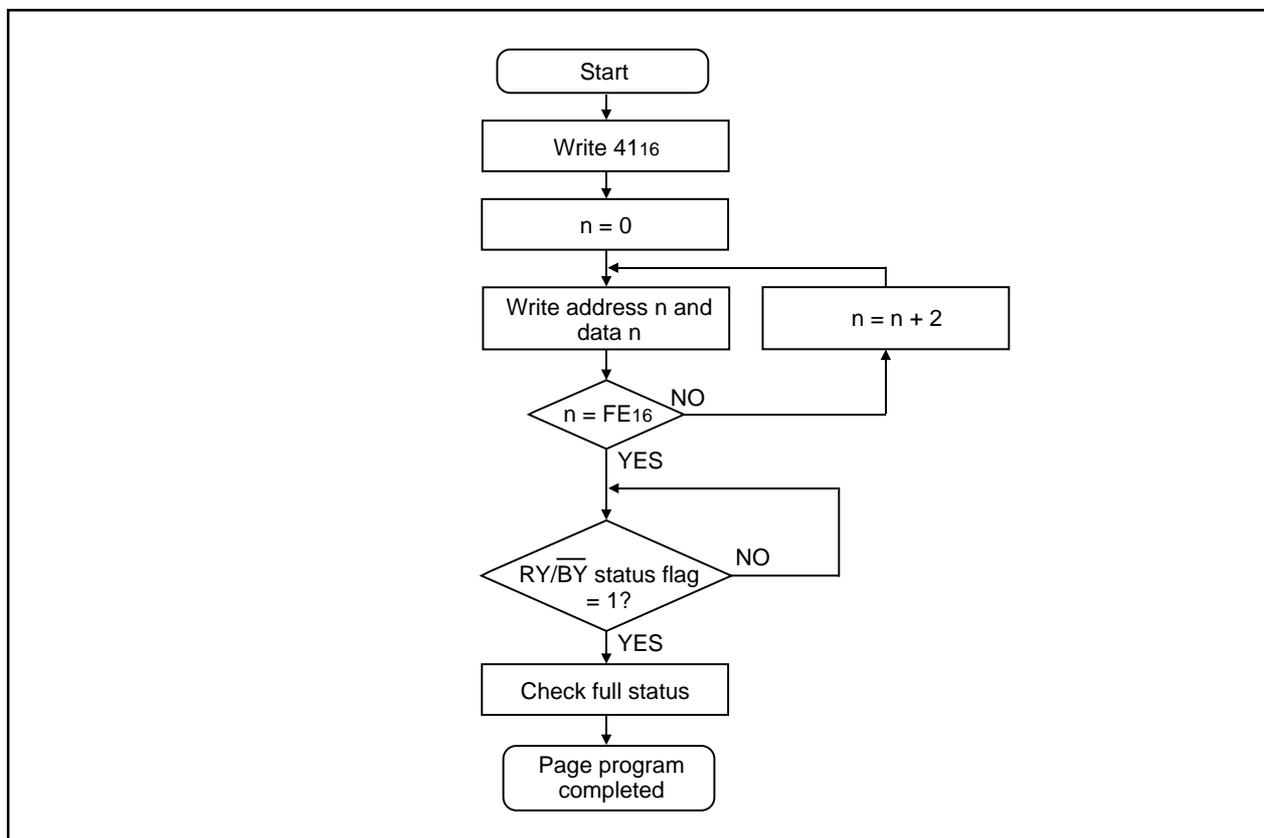 Start
Write 4116
n = 0
Write address n and
data n
n = n + 2
n = FE16
NO
YES
RY/B̅Y̅ status flag
= 1?
NO
YES
Check full status
Page program
completed